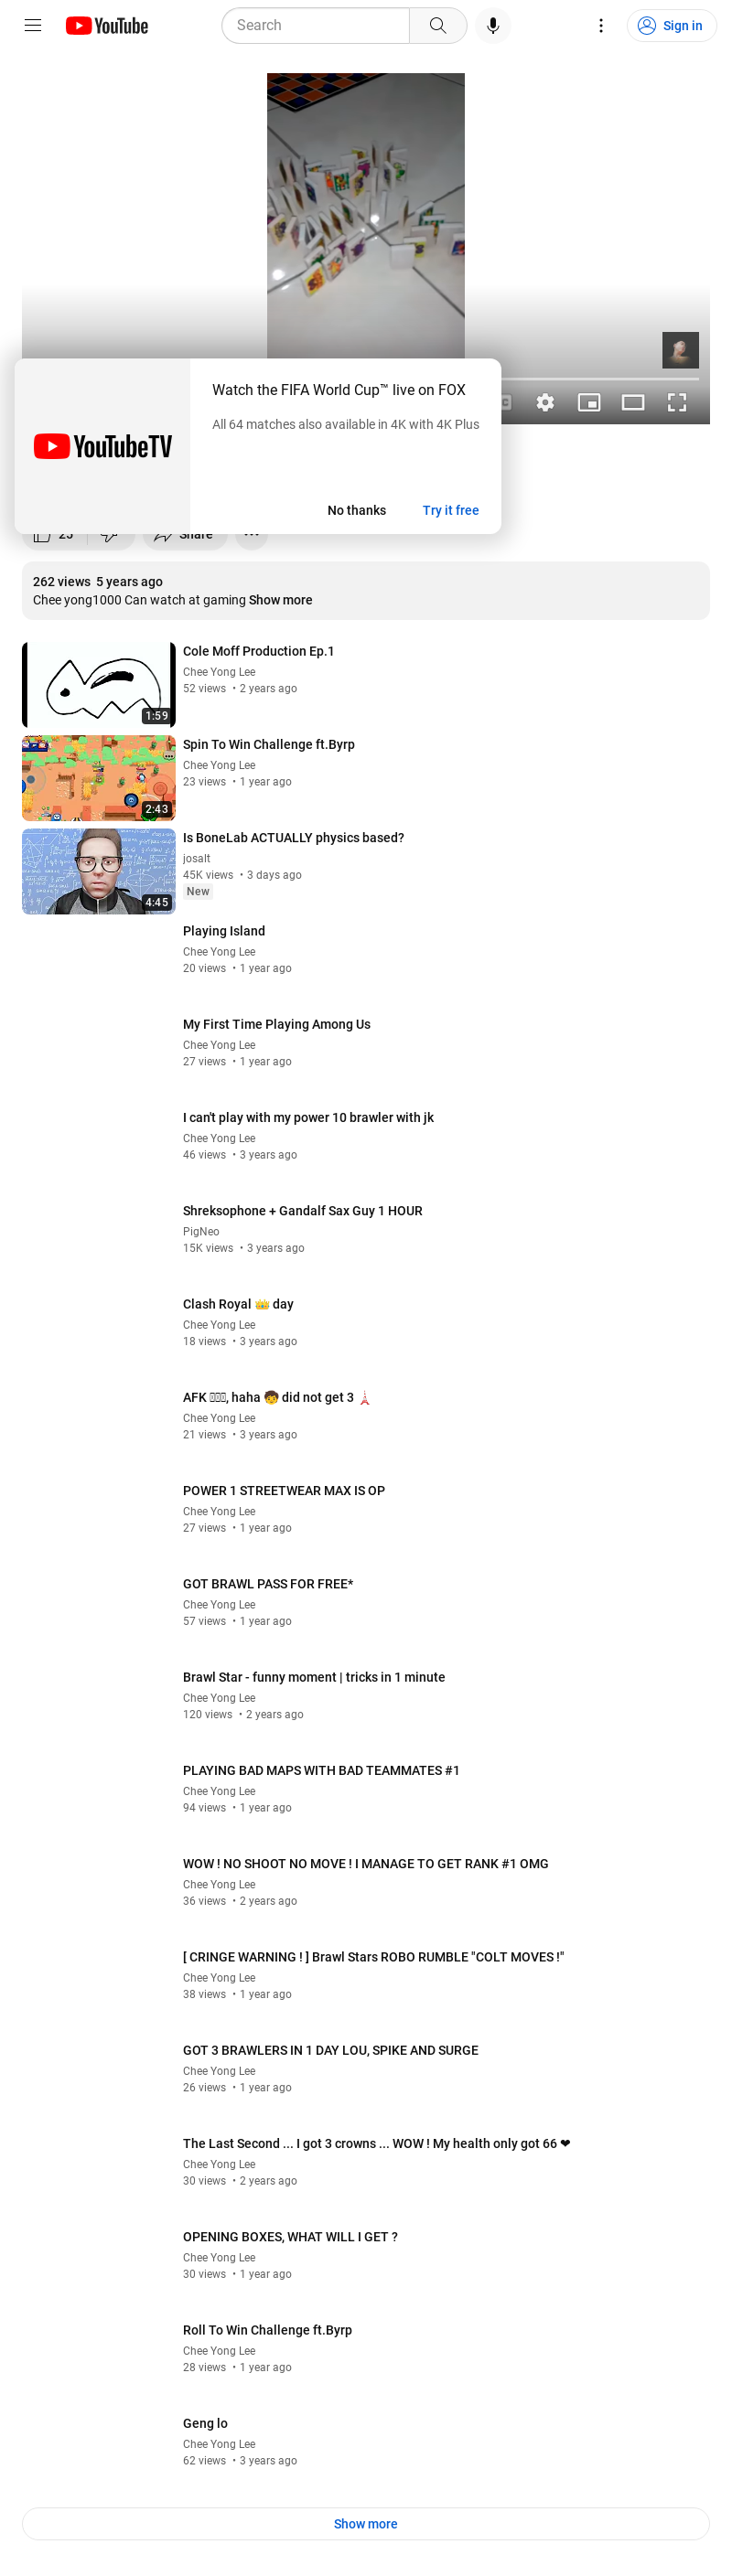 YouTube
Search
Sign in
Watch the FIFA World Cup™ live on FOX
All 64 matches also available in 4K with 4K Plus
YouTubeTV
No thanks
Try it free
25
Share
262 views 5 years ago
Chee yong1000 Can watch at gaming Show more
Cole Moff Production Ep.1
Chee Yong Lee
52 views • 2 years ago
1:59
Spin To Win Challenge ft.Byrp
Chee Yong Lee
23 views • 1 year ago
2:43
Is BoneLab ACTUALLY physics based?
josalt
45K views • 3 days ago
New
4:45
Playing Island
Chee Yong Lee
20 views • 1 year ago
My First Time Playing Among Us
Chee Yong Lee
27 views • 1 year ago
I can't play with my power 10 brawler with jk
Chee Yong Lee
46 views • 3 years ago
Shreksophone + Gandalf Sax Guy 1 HOUR
PigNeo
15K views • 3 years ago
Clash Royal 👑 day
Chee Yong Lee
18 views • 3 years ago
AFK , haha 🧒 did not get 3 🗼
Chee Yong Lee
21 views • 3 years ago
POWER 1 STREETWEAR MAX IS OP
Chee Yong Lee
27 views • 1 year ago
GOT BRAWL PASS FOR FREE*
Chee Yong Lee
57 views • 1 year ago
Brawl Star - funny moment | tricks in 1 minute
Chee Yong Lee
120 views • 2 years ago
PLAYING BAD MAPS WITH BAD TEAMMATES #1
Chee Yong Lee
94 views • 1 year ago
WOW ! NO SHOOT NO MOVE ! I MANAGE TO GET RANK #1 OMG
Chee Yong Lee
36 views • 2 years ago
[ CRINGE WARNING ! ] Brawl Stars ROBO RUMBLE "COLT MOVES !"
Chee Yong Lee
38 views • 1 year ago
GOT 3 BRAWLERS IN 1 DAY LOU, SPIKE AND SURGE
Chee Yong Lee
26 views • 1 year ago
The Last Second ... I got 3 crowns ... WOW ! My health only got 66 ❤
Chee Yong Lee
30 views • 2 years ago
OPENING BOXES, WHAT WILL I GET ?
Chee Yong Lee
30 views • 1 year ago
Roll To Win Challenge ft.Byrp
Chee Yong Lee
28 views • 1 year ago
Geng lo
Chee Yong Lee
62 views • 3 years ago
Show more